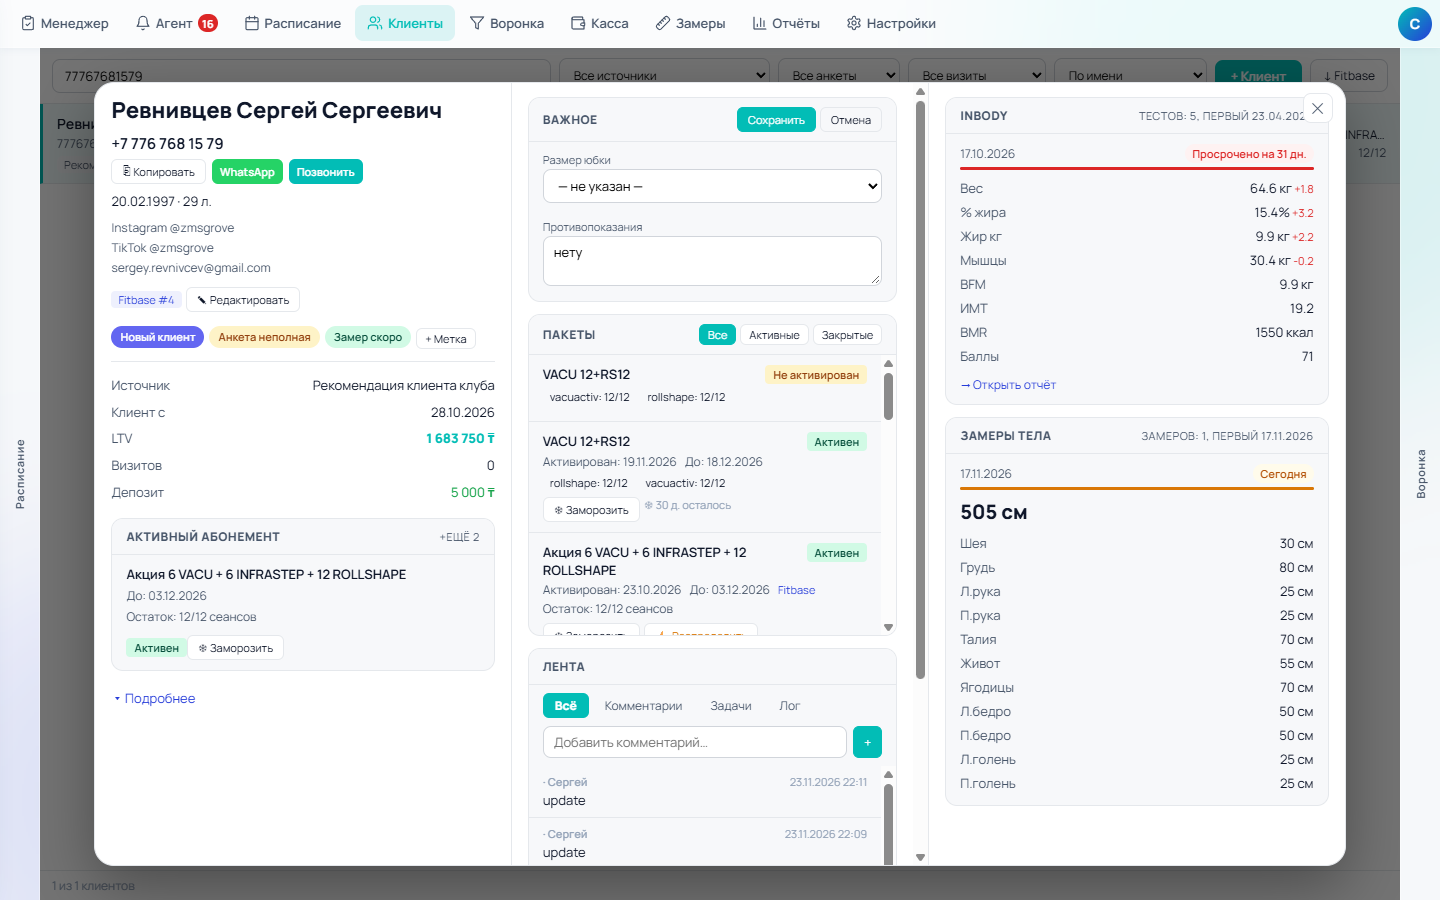 Менеджер
Агент 16
Расписание
Клиенты
Воронка
Касса
Замеры
Отчёты
Настройки
С
77767681579
Все источники
Все анкеты
Все визиты
По имени
+ Клиент
↓ Fitbase
Расписание
Воронка
12/12
1 из 1 клиентов
Ревнивцев Сергей Сергеевич
+7 776 768 15 79
Копировать
WhatsApp
Позвонить
20.02.1997 · 29 л.
Instagram @zmsgrove
TikTok @zmsgrove
sergey.revnivcev@gmail.com
Fitbase #4
Редактировать
Новый клиент
Анкета неполная
Замер скоро
+ Метка
Источник Рекомендация клиента клуба
Клиент с 28.10.2026
LTV 1 683 750 ₸
Визитов 0
Депозит 5 000 ₸
АКТИВНЫЙ АБОНЕМЕНТ +ЕЩЁ 2
Акция 6 VACU + 6 INFRASTEP + 12 ROLLSHAPE
До: 03.12.2026
Остаток: 12/12 сеансов
Активен
❄ Заморозить
Подробнее
ВАЖНОЕ
Сохранить
Отмена
Размер юбки
— не указан —
Противопоказания
нету
ПАКЕТЫ
Все
Активные
Закрытые
VACU 12+RS12 Не активирован
vacuactiv: 12/12 rollshape: 12/12
VACU 12+RS12 Активен
Активирован: 19.11.2026 До: 18.12.2026
rollshape: 12/12 vacuactiv: 12/12
❄ Заморозить ❄ 30 д. осталось
Акция 6 VACU + 6 INFRASTEP + 12 Активен
ROLLSHAPE
Активирован: 23.10.2026 До: 03.12.2026 Fitbase
Остаток: 12/12 сеансов
ЛЕНТА
Всё
Комментарии
Задачи
Лог
Добавить комментарий...
+
· Сергей 23.11.2026 22:11
update
· Сергей 23.11.2026 22:09
update
INBODY ТЕСТОВ: 5, ПЕРВЫЙ 23.04.202
17.10.2026 Просрочено на 31 дн.
Вес 64.6 кг +1.8
% жира 15.4% +3.2
Жир кг 9.9 кг +2.2
Мышцы 30.4 кг -0.2
BFM 9.9 кг
ИМТ 19.2
BMR 1550 ккал
Баллы 71
→ Открыть отчёт
ЗАМЕРЫ ТЕЛА ЗАМЕРОВ: 1, ПЕРВЫЙ 17.11.2026
17.11.2026 Сегодня
505 см
Шея 30 см
Грудь 80 см
Л.рука 25 см
П.рука 25 см
Талия 70 см
Живот 55 см
Ягодицы 70 см
Л.бедро 50 см
П.бедро 50 см
Л.голень 25 см
П.голень 25 см